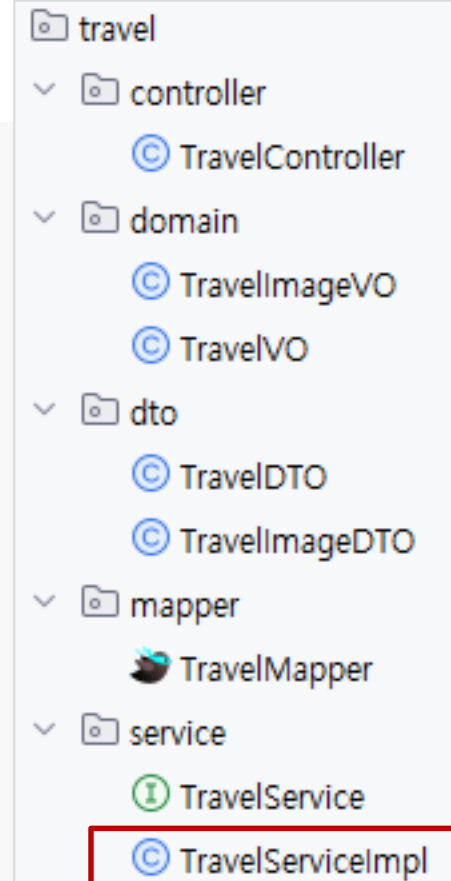 travel
controller
TravelController
domain
TravelImageVO
TravelVO
dto
TravelDTO
TravelImageDTO
mapper
TravelMapper
service
TravelService
TravelServiceImpl